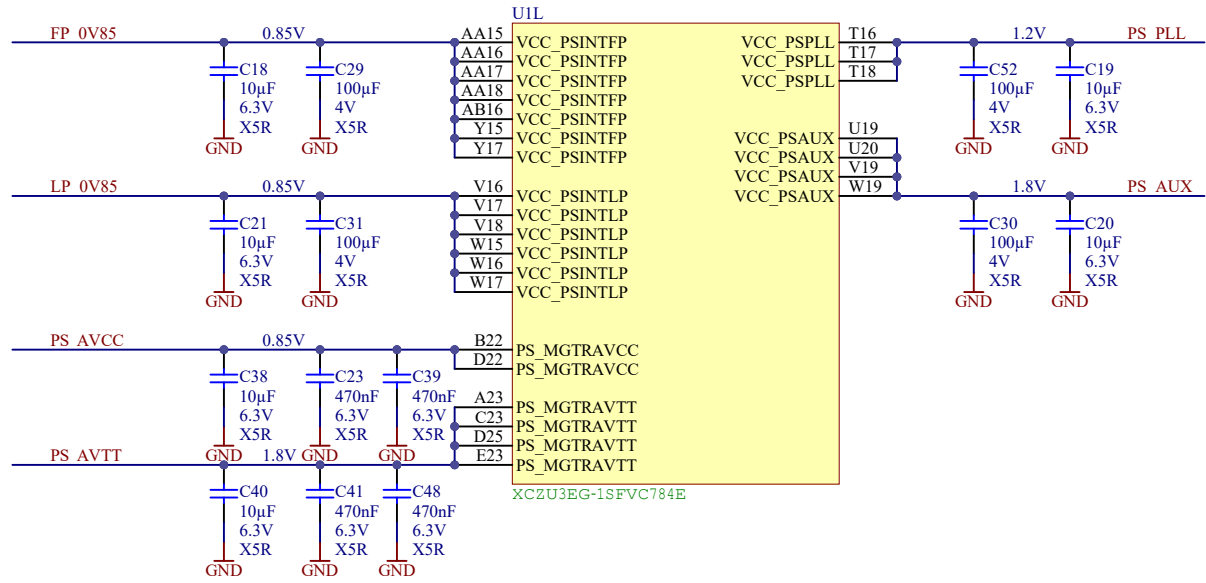 U1L
FP_0V85 0.85V AA15 VCC_PSINTFP VCC_PSPLL T16 1.2V PS_PLL
AA16 VCC_PSINTFP VCC_PSPLL T17
C18 C29 AA17 VCC_PSINTFP VCC_PSPLL T18 C52 C19
10µF 100µF AA18 VCC_PSINTFP 100µF 10µF
6.3V 4V AB16 VCC_PSINTFP 4V 6.3V
X5R X5R Y15 VCC_PSINTFP VCC_PSAUX U19 X5R X5R
GND GND Y17 VCC_PSINTFP VCC_PSAUX U20 GND GND
VCC_PSAUX V19
LP_0V85 0.85V V16 VCC_PSINTLP VCC_PSAUX W19 1.8V PS_AUX
V17 VCC_PSINTLP
C21 C31 V18 VCC_PSINTLP C30 C20
10µF 100µF W15 VCC_PSINTLP 100µF 10µF
6.3V 4V W16 VCC_PSINTLP 4V 6.3V
X5R X5R W17 VCC_PSINTLP X5R X5R
GND GND GND GND
PS_AVCC 0.85V B22 PS_MGTRAVCC
D22 PS_MGTRAVCC
C38 C23 C39
10µF 470nF 470nF A23 PS_MGTRAVTT
6.3V 6.3V 6.3V C23 PS_MGTRAVTT
X5R X5R X5R D25 PS_MGTRAVTT
GND GND GND
PS_AVTT 1.8V E23 PS_MGTRAVTT
C40 C41 C48 XCZU3EG-1SFVC784E
10µF 470nF 470nF
6.3V 6.3V 6.3V
X5R X5R X5R
GND GND GND